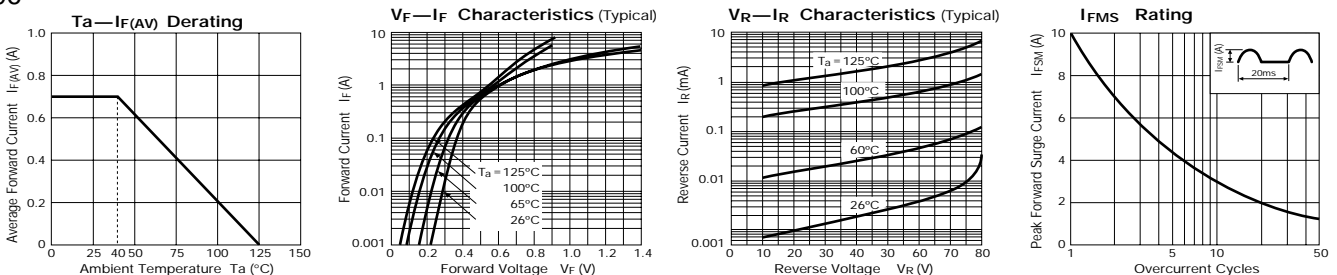 Ta—IF(AV) Derating
Average Forward Current IF(AV) (A)
1.0
0.8
0.6
0.4
0.2
0
0
25
40
50
75
100
125
150
Ambient Temperature Ta (°C)
VF—IF Characteristics (Typical)
Forward Current IF (A)
10
1
0.1
0.01
0.001
Ta = 125°C
100°C
65°C
26°C
0
0.2
0.4
0.6
0.8
1.0
1.2
1.4
Forward Voltage VF (V)
VR—IR Characteristics (Typical)
Reverse Current IR (mA)
10
1
0.1
0.01
0.001
Ta = 125°C
100°C
60°C
26°C
0
10
20
30
40
50
60
70
80
Reverse Voltage VR (V)
IFMS Rating
Peak Forward Surge Current IFSM (A)
10
8
6
4
2
0
IFSM (A)
20ms
1
5
10
50
Overcurrent Cycles